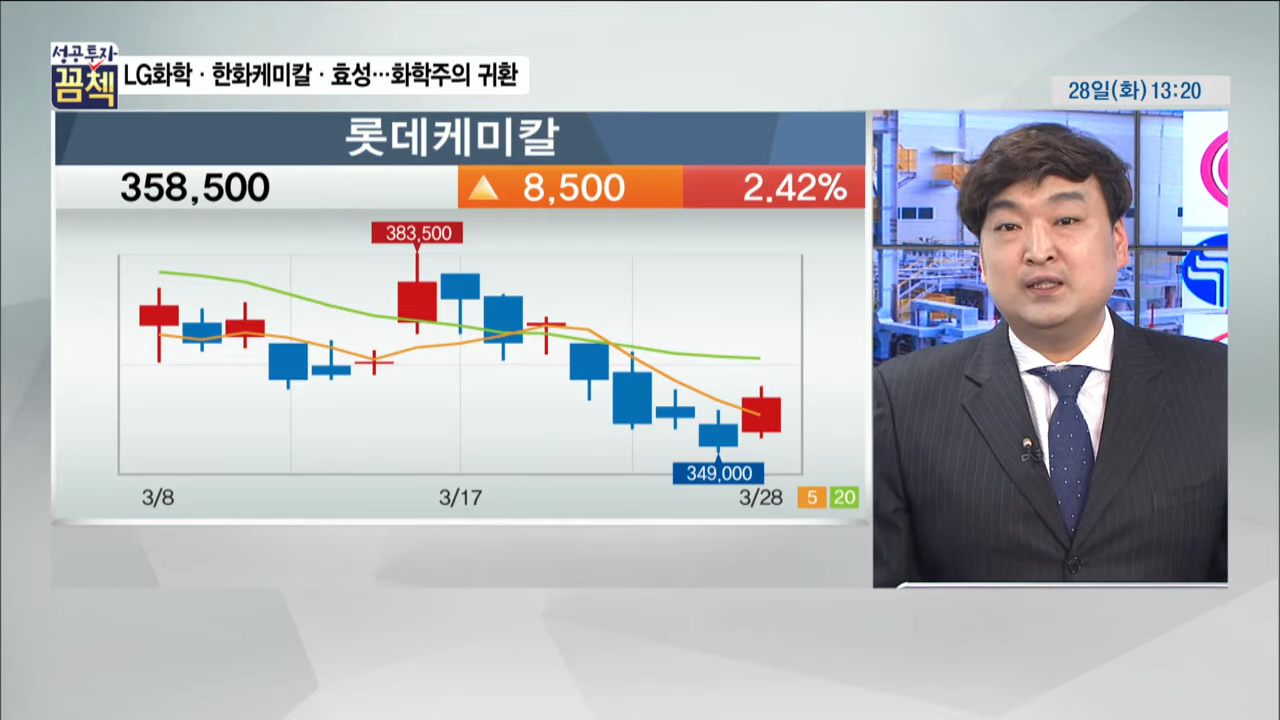 성공투자
꼼첵
LG화학·한화케미칼·효성…화학주의 귀환
28일(화) 13:20
롯데케미칼
358,500 ▲ 8,500 2.42%
383,500
349,000
3/8 3/17 3/28 5 20